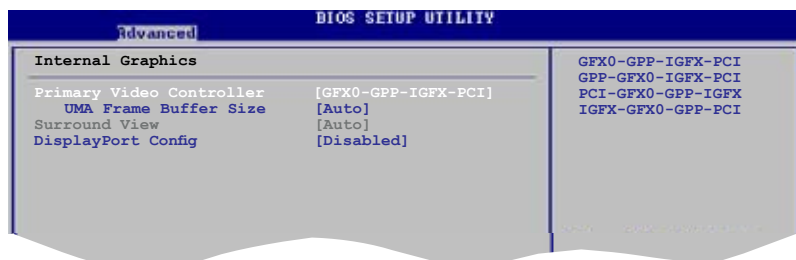 BIOS SETUP UTILITY
Advanced
Internal Graphics
Primary Video Controller [GFX0-GPP-IGFX-PCI]
UMA Frame Buffer Size [Auto]
Surround View [Auto]
DisplayPort Config [Disabled]
GFX0-GPP-IGFX-PCI
GPP-GFX0-IGFX-PCI
PCI-GFX0-GPP-IGFX
IGFX-GFX0-GPP-PCI